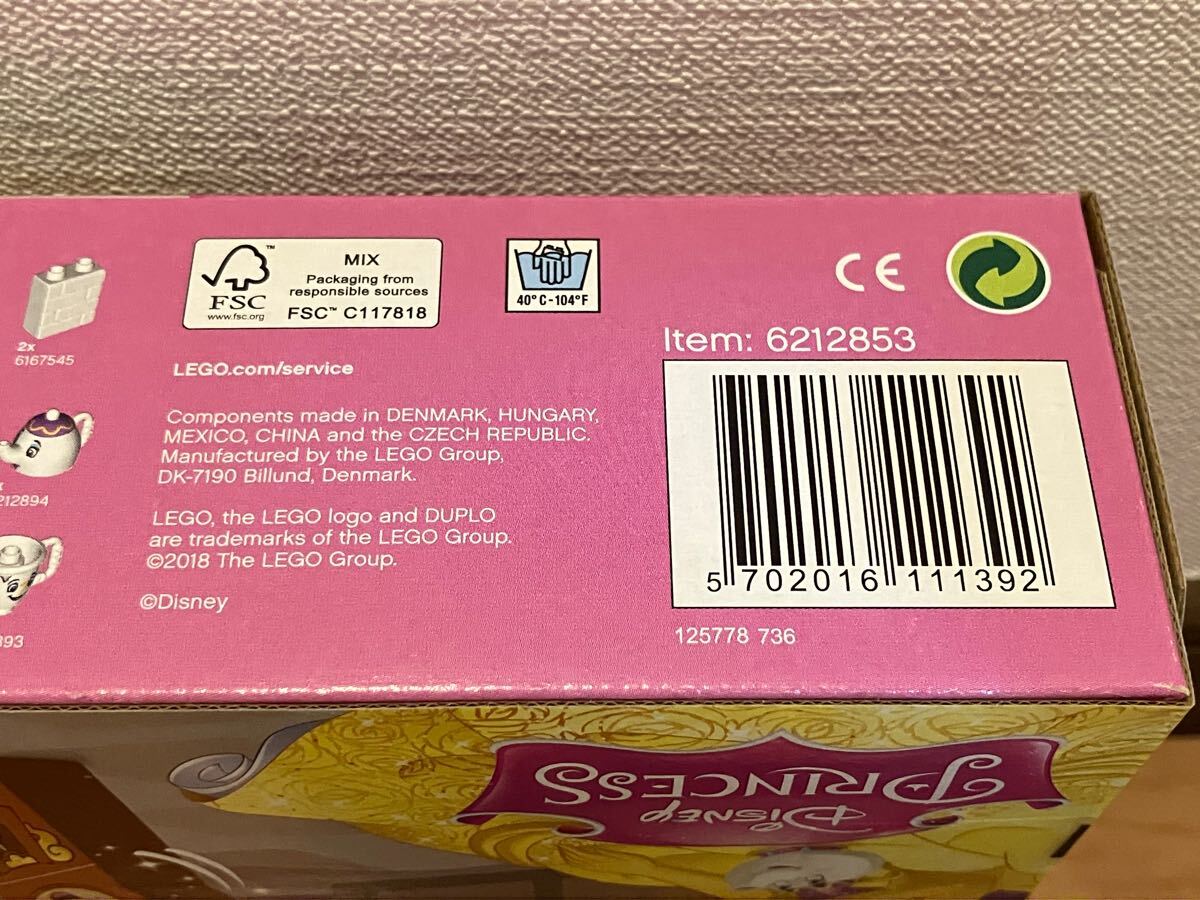 2x
6167545
212894
393
FSC
www.fsc.org
™
MIX
Packaging from
responsible sources
FSC™ C117818
40°C-104°F
CE
LEGO.com/service
Components made in DENMARK, HUNGARY,
MEXICO, CHINA and the CZECH REPUBLIC.
Manufactured by the LEGO Group,
DK-7190 Billund, Denmark.
LEGO, the LEGO logo and DUPLO
are trademarks of the LEGO Group.
©2018 The LEGO Group.
©Disney
Item: 6212853
5 702016 111392
125778 736
DISNEY
PRINCESS